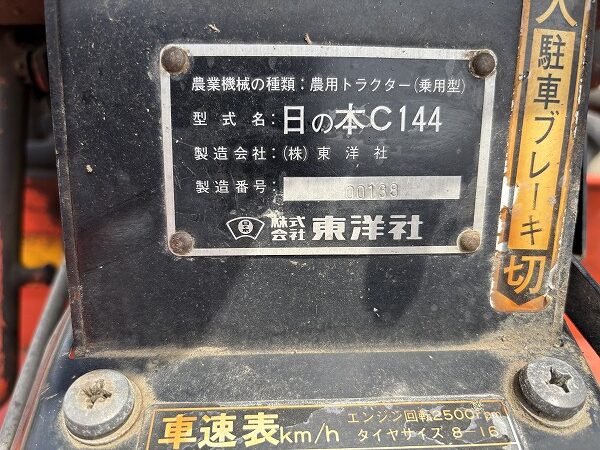 農業機械の種類：農用トラクター（乗用型）
型式名：日の本C144
製造会社：（株）東洋社
製造番号： 00138
株式会社 東洋社
入
駐車ブレーキ
切
車速表km/h
エンジン回転2500rpm
タイヤサイズ 8-16